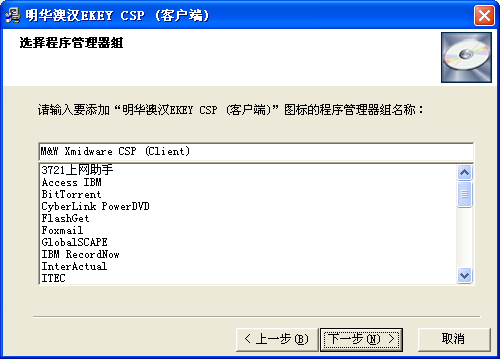 明华澳汉EKEY CSP (客户端)
选择程序管理器组
请输入要添加“明华澳汉EKEY CSP (客户端)”图标的程序管理器组名称：
M&W Xmidware CSP (Client)
3721上网助手
Access IBM
BitTorrent
CyberLink PowerDVD
FlashGet
Foxmail
GlobalSCAPE
IBM RecordNow
InterActual
ITEC
< 上一步(B) 下一步(N) > 取消